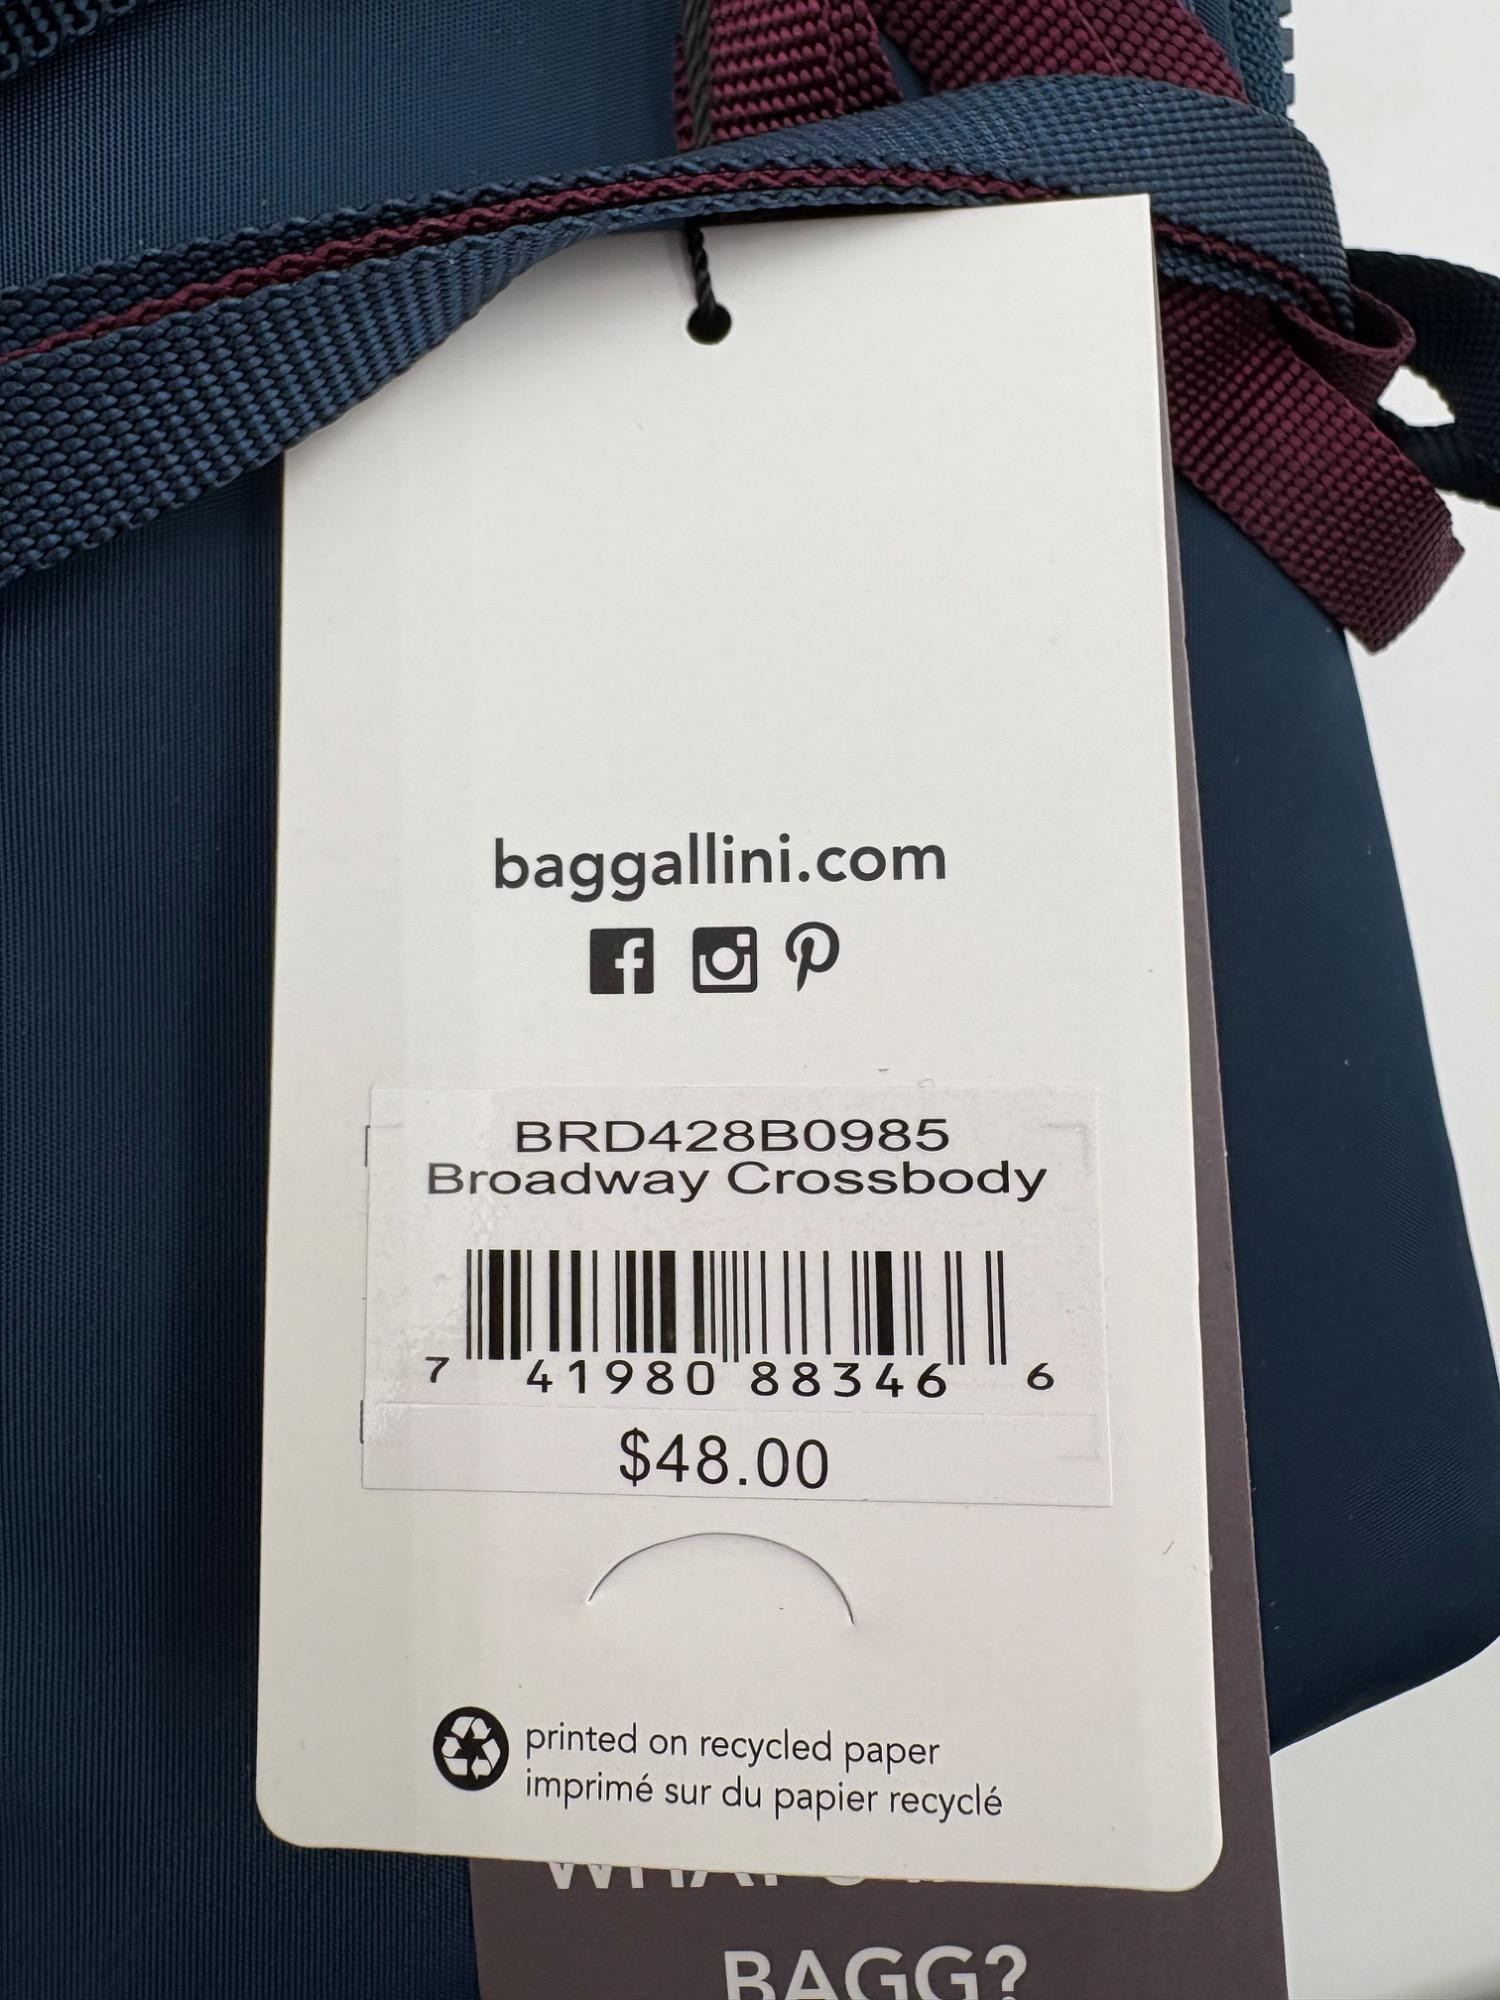 baggallini.com
BRD428B0985
Broadway Crossbody
7 41980 88346 6
$48.00
printed on recycled paper
imprimé sur du papier recyclé
BAGG?